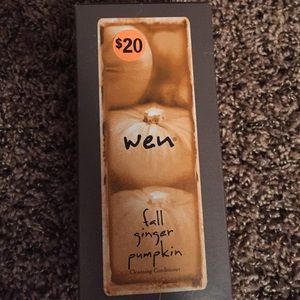 $20
wen
fall
ginger
pumpkin
Cleansing Conditioner